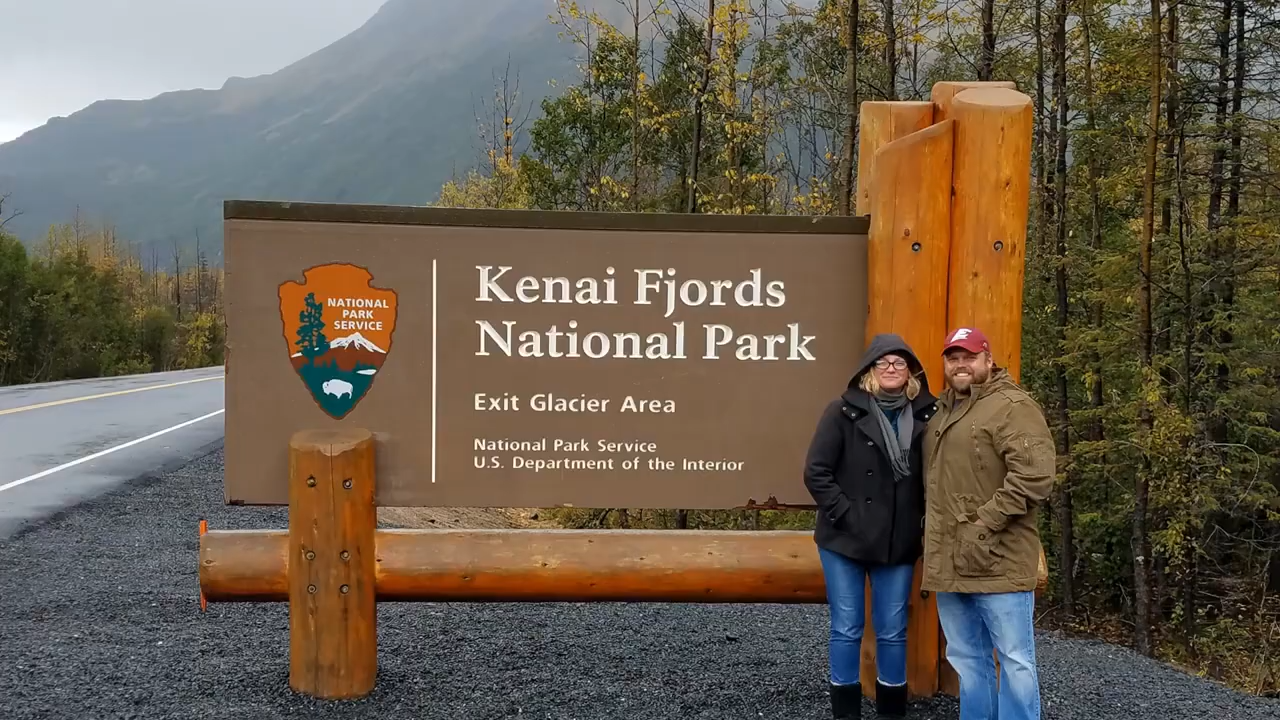 NATIONAL
PARK
SERVICE
Kenai Fjords
National Park
Exit Glacier Area
National Park Service
U.S. Department of the Interior
E